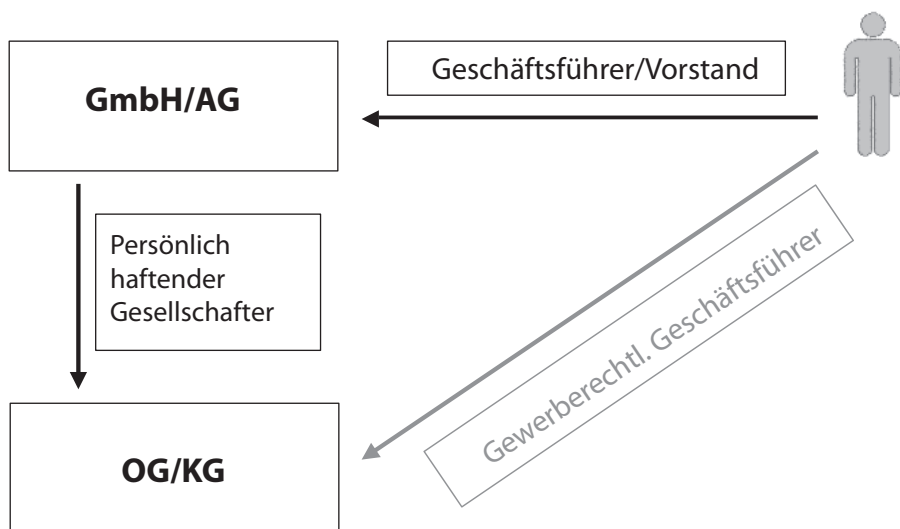 Geschäftsführer/Vorstand
GmbH/AG
Persönlich
haftender
Gesellschafter
Gewerberechtl. Geschäftsführer
OG/KG